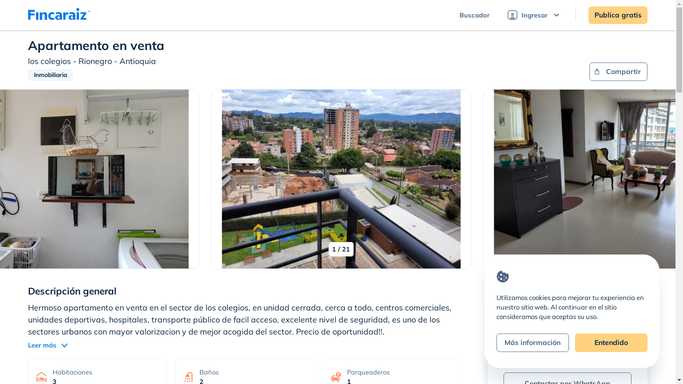 Fincaraiz
Buscador
Ingresar
Publica gratis
Apartamento en venta
los colegios - Rionegro - Antioquia
Inmobiliaria
Compartir
1 / 21
Descripción general
Hermoso apartamento en venta en el sector de los colegios, en unidad cerrada, cerca a todo, centros comerciales,
unidades deportivas, hospitales, transporte público de facil acceso, excelente nivel de seguridad, es uno de los
sectores urbanos con mayor valorizacion y de mejor acogida del sector. Precio de oportunidad!!.
Leer más
Habitaciones
3
Baños
2
Parqueaderos
1
Utilizamos cookies para mejorar tu experiencia en
nuestro sitio web. Al continuar en el sitio
consideramos que aceptas su uso.
Más información
Entendido
Contactar por WhatsApp